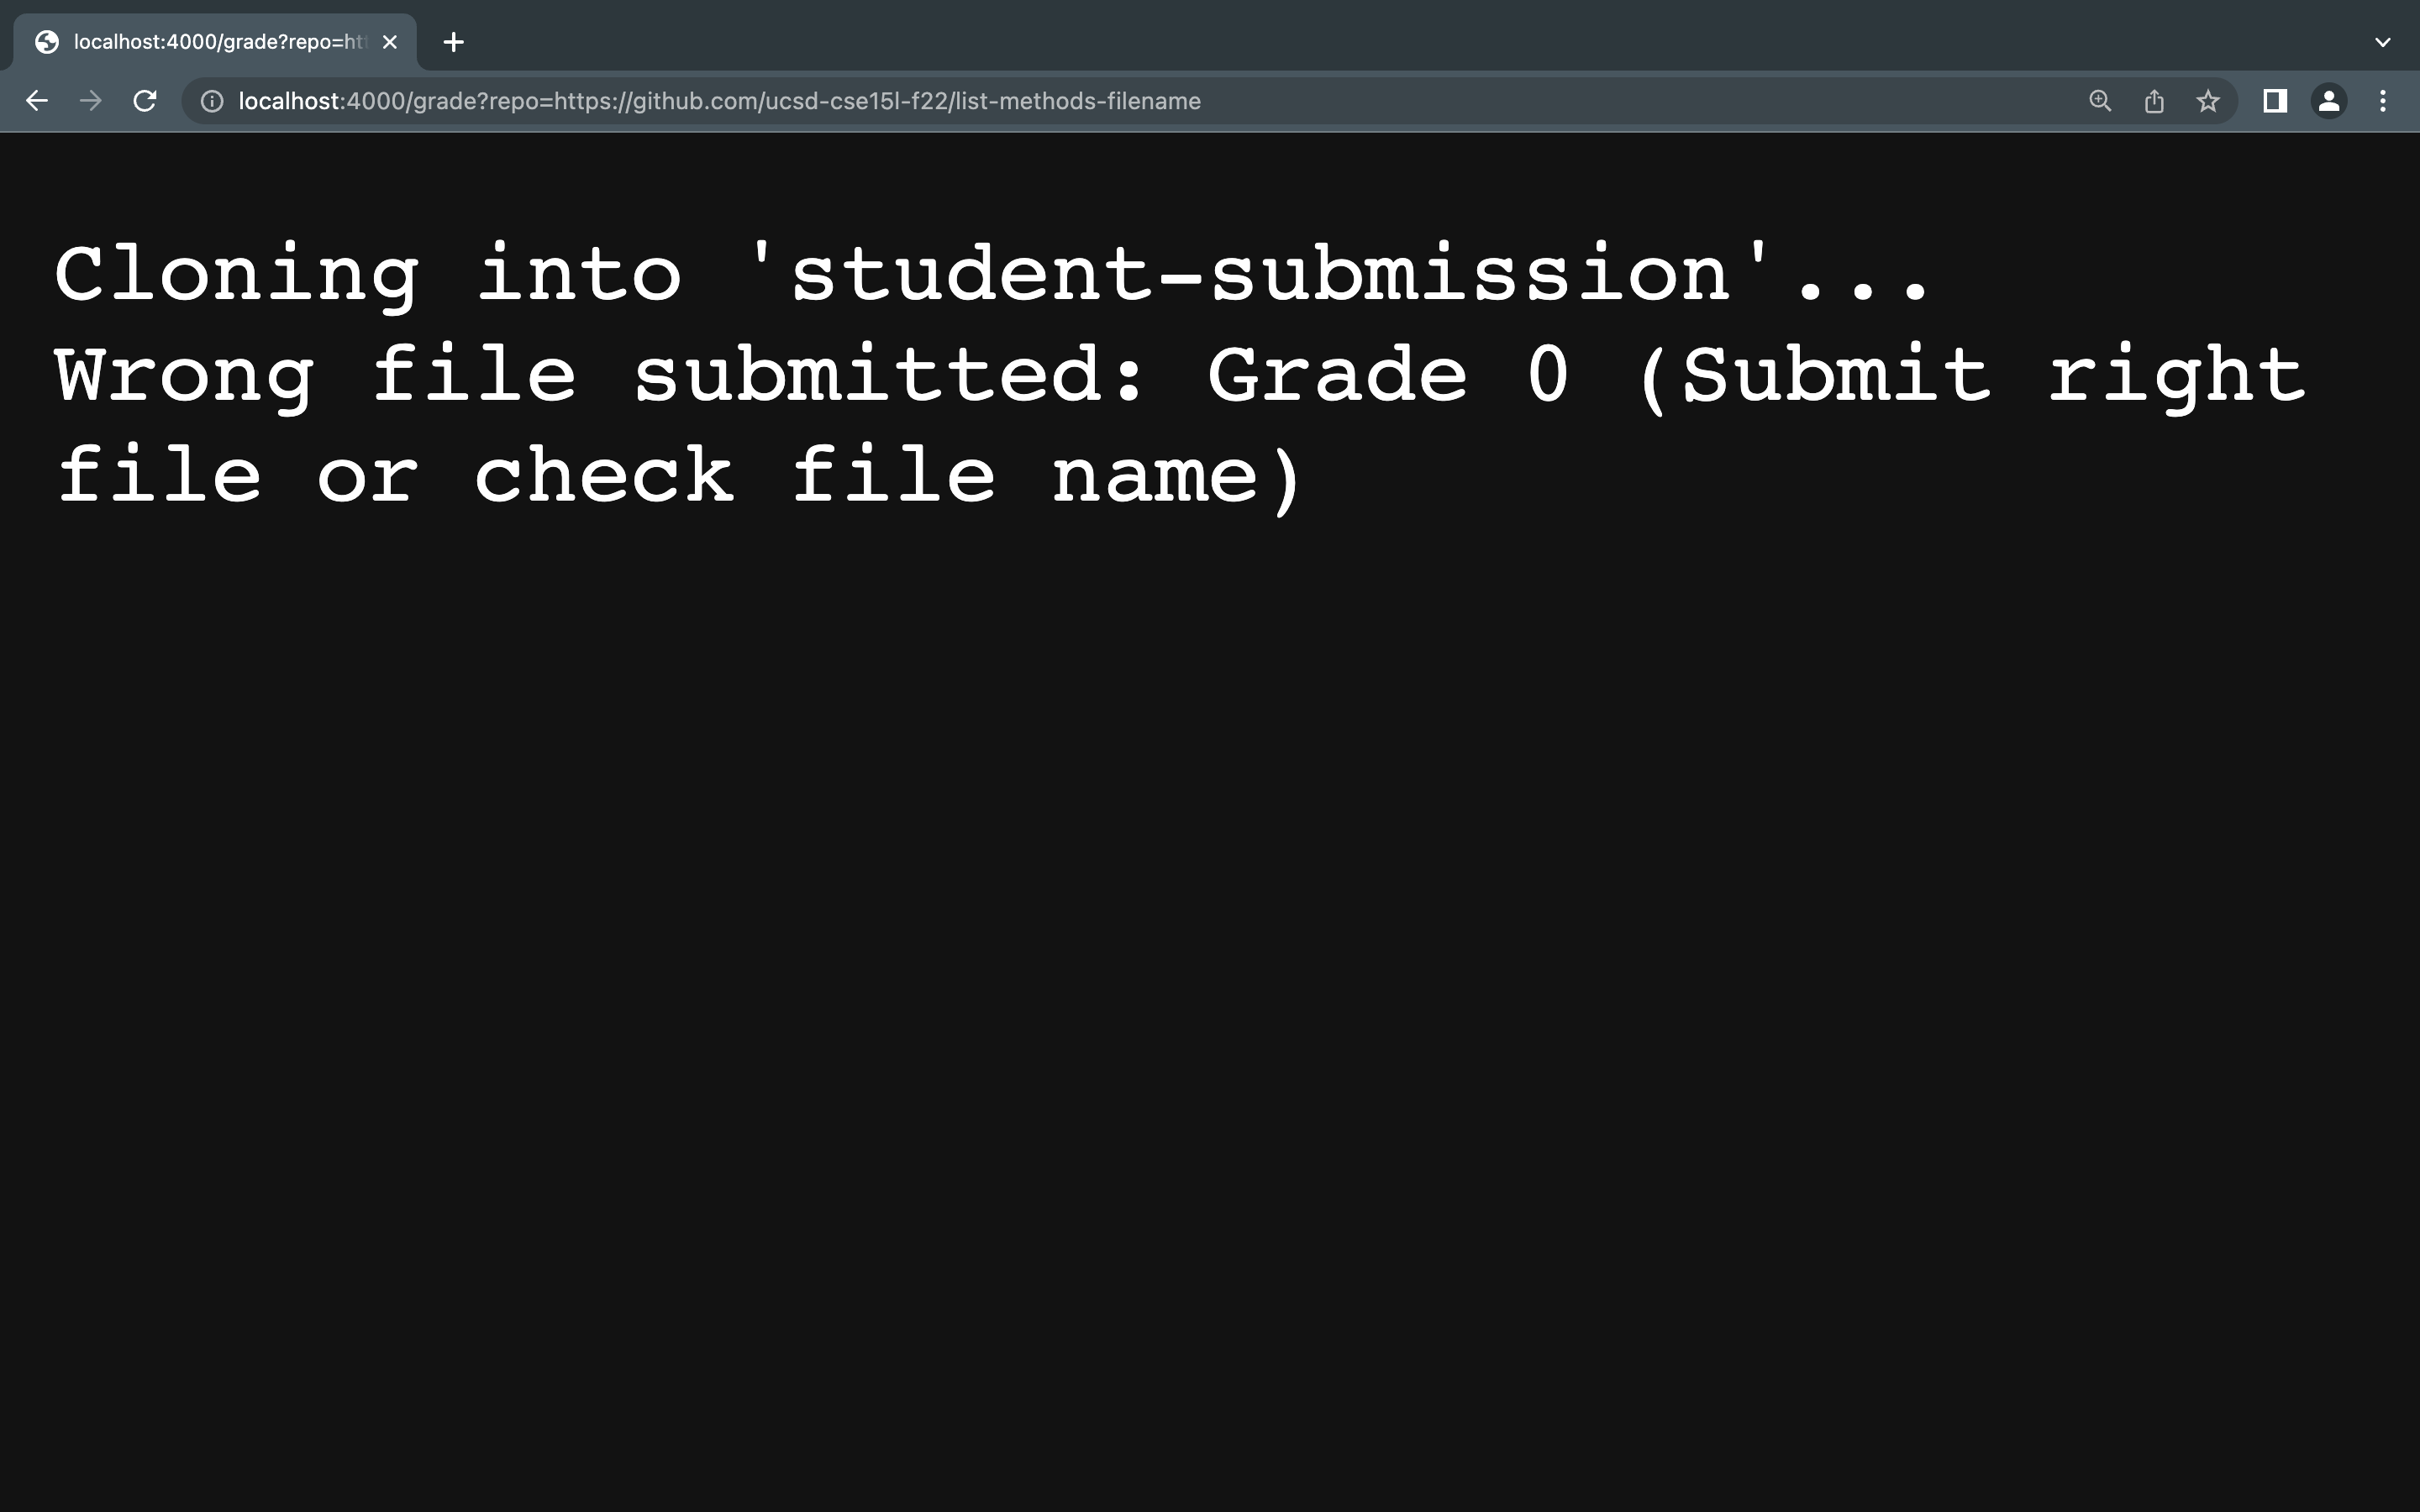 localhost:4000/grade?repo=ht
localhost:4000/grade?repo=https://github.com/ucsd-cse15l-f22/list-methods-filename
Cloning into 'student-submission'...
Wrong file submitted: Grade 0 (Submit right
file or check file name)